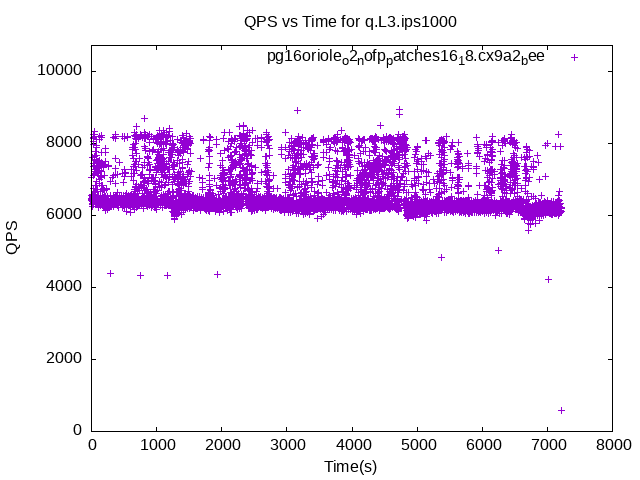 QPS vs Time for q.L3.ips1000
pg16oriole_o2_nofp_patches16_18.cx9a2_bee
10000
8000
6000
4000
2000
0
QPS
0 1000 2000 3000 4000 5000 6000 7000 8000
Time(s)